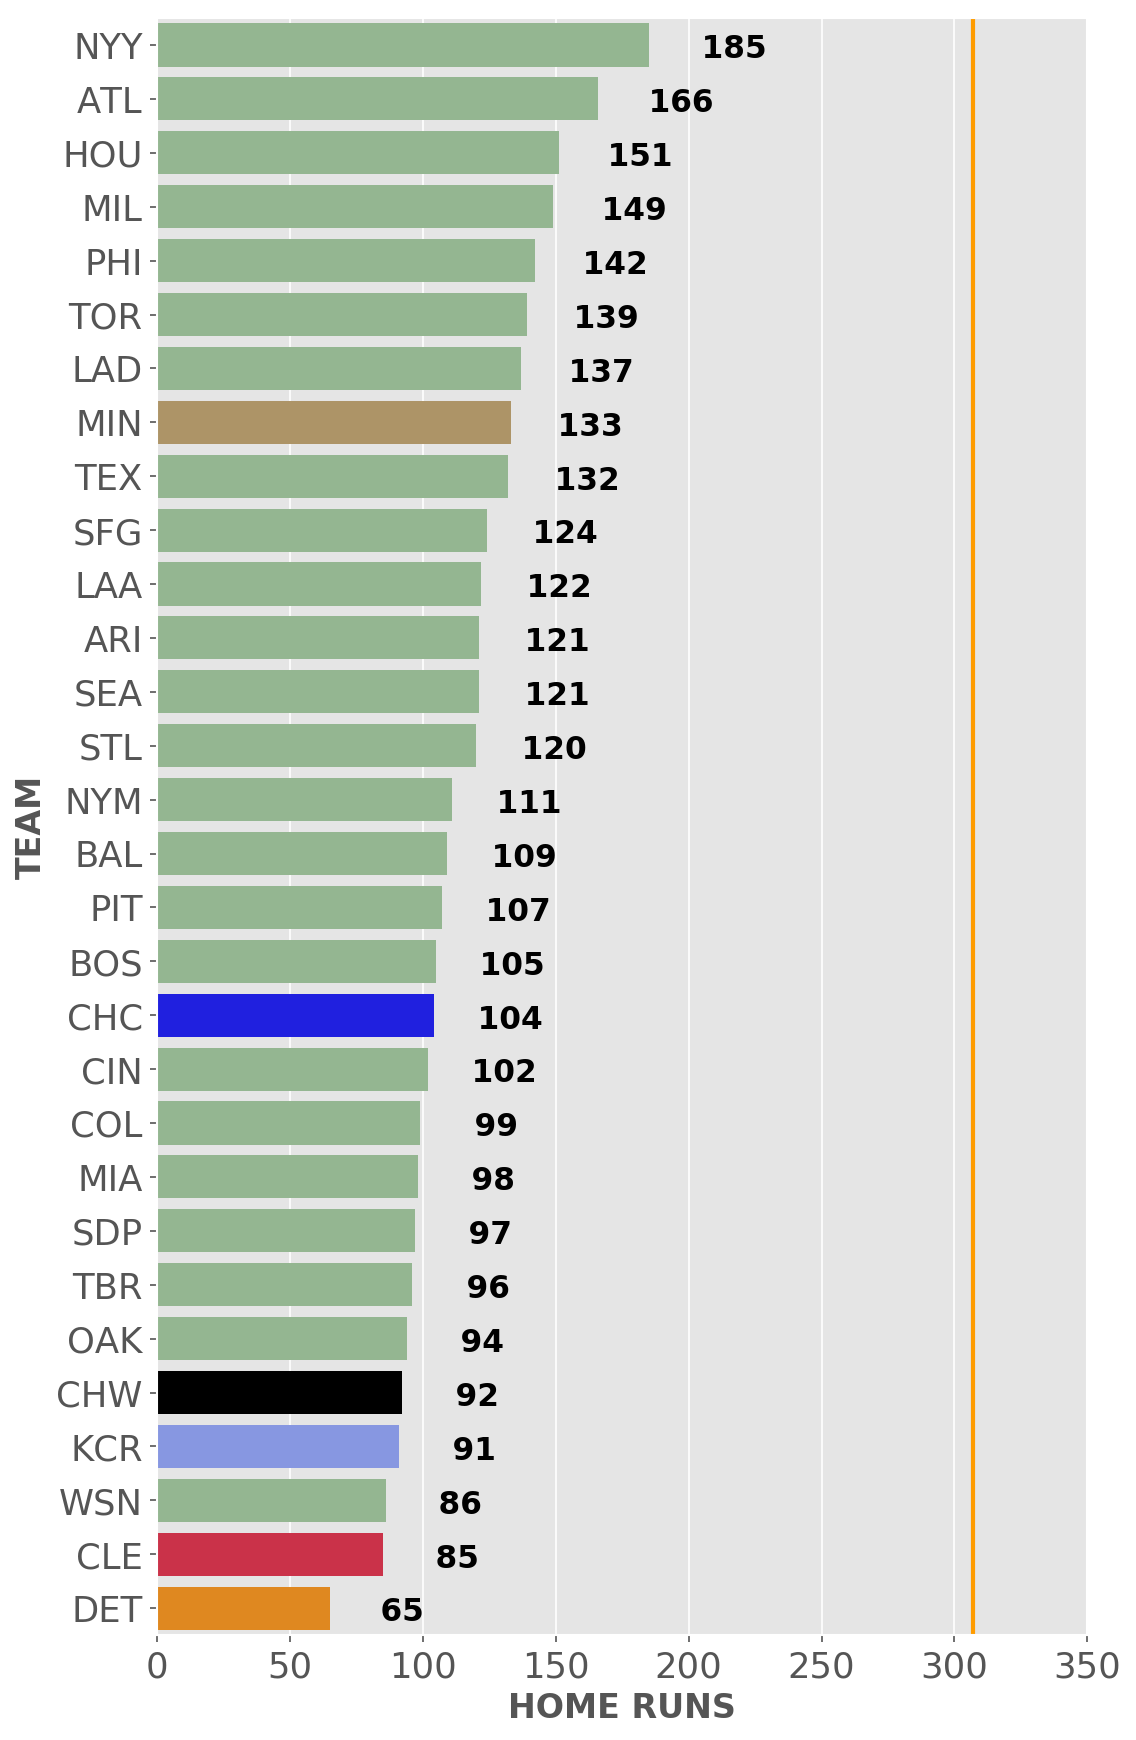 NYY 185
ATL 166
HOU 151
MIL 149
PHI 142
TOR 139
LAD 137
MIN 133
TEX 132
SFG 124
LAA 122
ARI 121
SEA 121
STL 120
NYM 111
BAL 109
PIT 107
BOS 105
CHC 104
CIN 102
COL 99
MIA 98
SDP 97
TBR 96
OAK 94
CHW 92
KCR 91
WSN 86
CLE 85
DET 65
TEAM
0 50 100 150 200 250 300 350
HOME RUNS